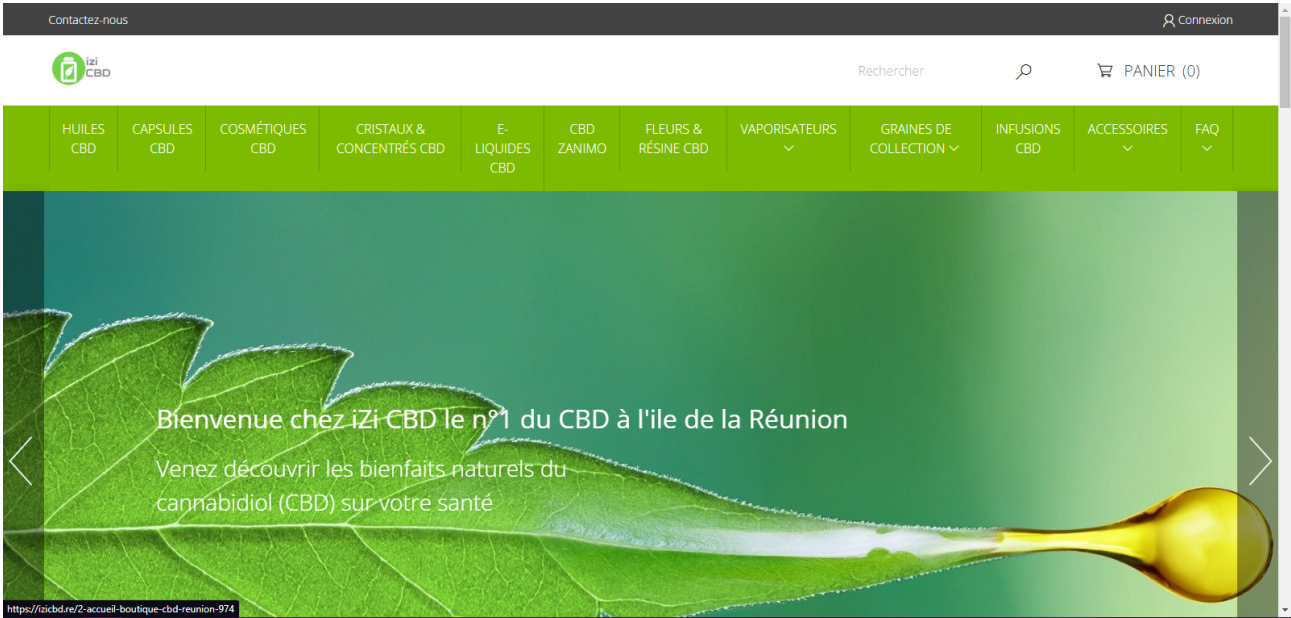 Contactez-nous
Connexion
izi
CBD
Rechercher
PANIER (0)
HUILES
CBD
CAPSULES
CBD
COSMÉTIQUES
CBD
CRISTAUX &
CONCENTRÉS CBD
E-
LIQUIDES
CBD
CBD
ZANIMO
FLEURS &
RÉSINE CBD
VAPORISATEURS
GRAINES DE
COLLECTION
INFUSIONS
CBD
ACCESSOIRES
FAQ
Bienvenue chez iZi CBD le n°1 du CBD à l'ile de la Réunion
Venez découvrir les bienfaits naturels du
cannabidiol (CBD) sur votre santé
https://izicbd.re/2-accueil-boutique-cbd-reunion-974